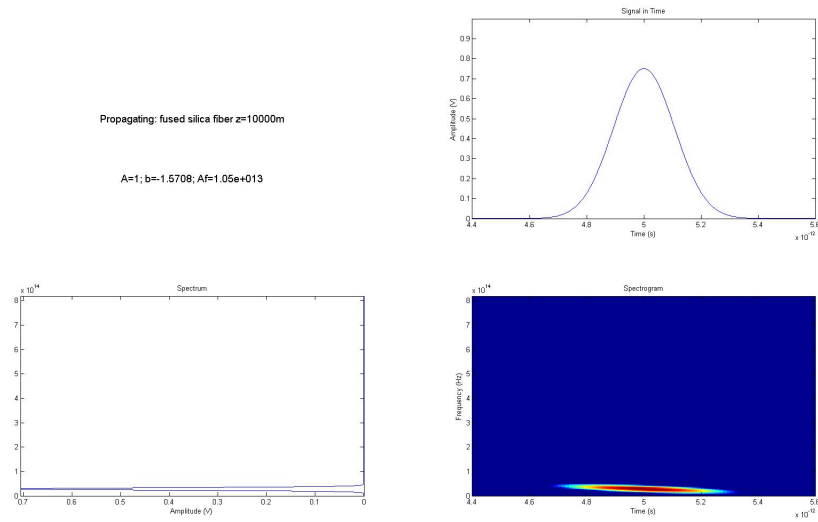 Propagating: fused silica fiber z=10000m
A=1; b=-1.5708; Af=1.05e+013
Signal in Time
Amplitude (V)
0.9
0.8
0.7
0.6
0.5
0.4
0.3
0.2
0.1
0
4.4 4.6 4.8 5 5.2 5.4 5.6
Time (s)
x 10^-12
Spectrum
x 10^14
8
7
6
5
4
3
2
1
0
0.7 0.6 0.5 0.4 0.3 0.2 0.1 0
Amplitude (V)
Spectrogram
x 10^14
Frequency (Hz)
8
7
6
5
4
3
2
1
0
4.4 4.6 4.8 5 5.2 5.4 5.6
Time (s)
x 10^-12